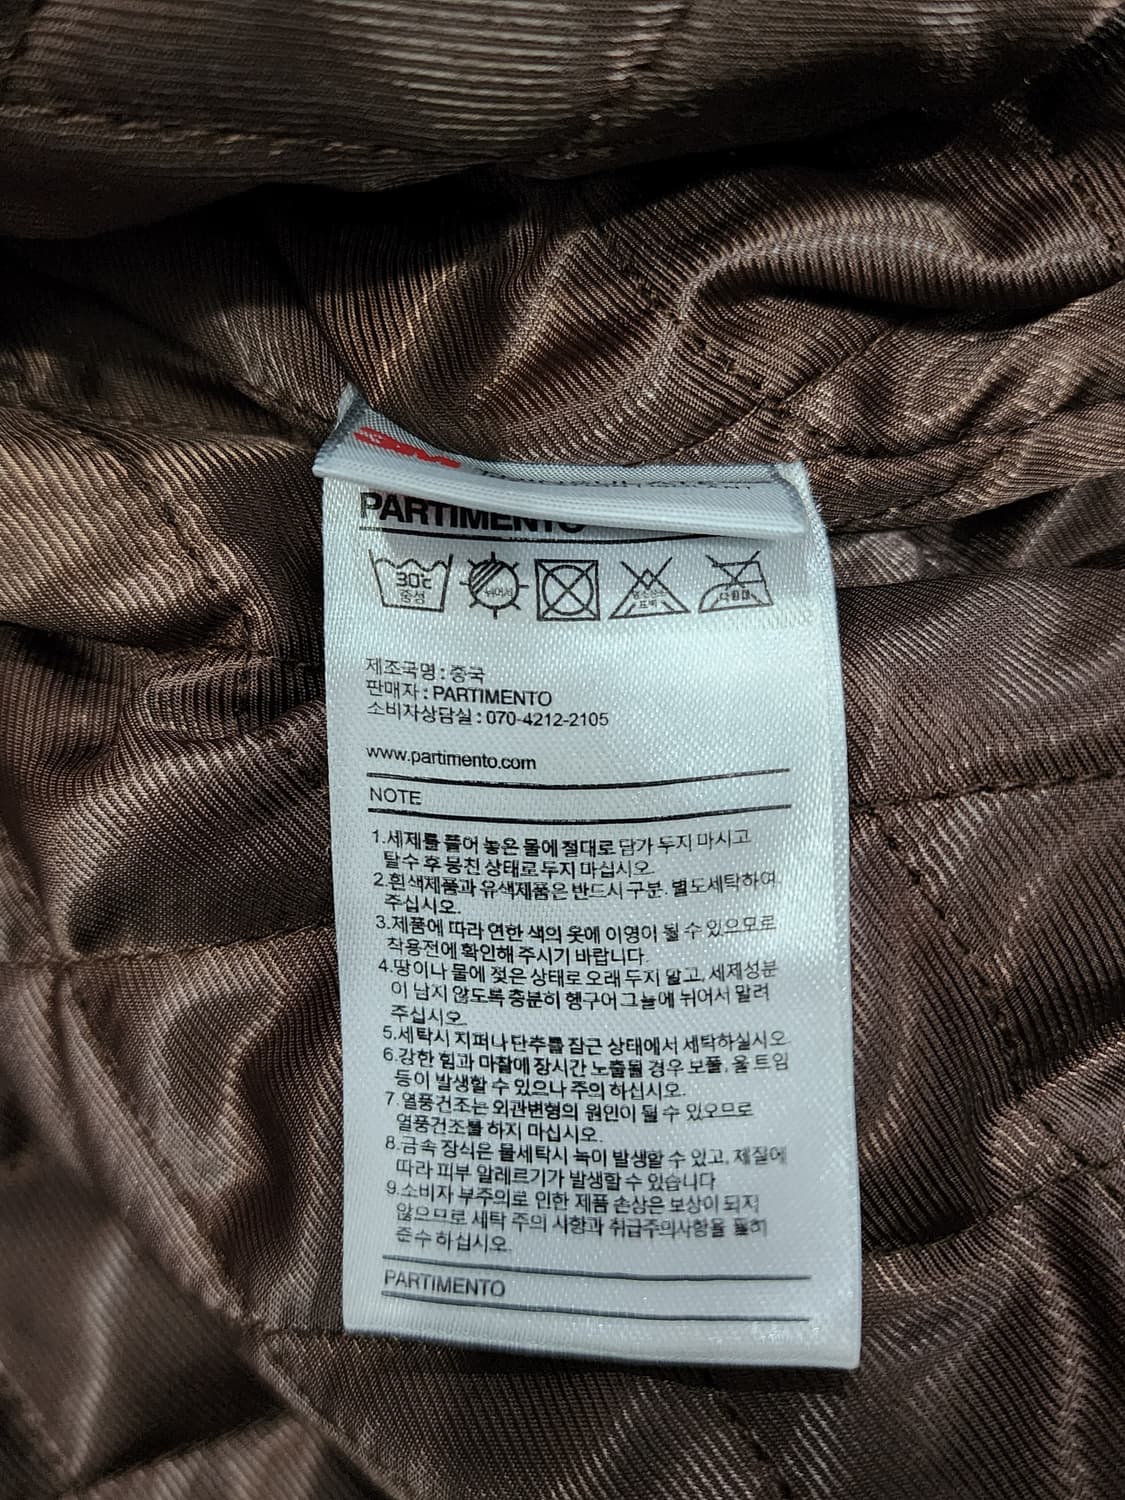 3M
PARTIMENTO
30℃
중성
뉘어서
표백
다림질
제조국명 : 중국
판매자 : PARTIMENTO
소비자상담실 : 070-4212-2105
www.partimento.com
NOTE
1.세제를 풀어 놓은 물에 절대로 담가 두지 마시고
탈수 후 뭉친 상태로 두지 마십시오.
2.흰색제품과 유색제품은 반드시 구분. 별도세탁하여
주십시오.
3.제품에 따라 연한 색의 옷에 이염이 될 수 있으므로
착용전에 확인해 주시기 바랍니다.
4.땀이나 물에 젖은 상태로 오래 두지 말고, 세제성분
이 남지 않도록 충분히 헹구어 그늘에 뉘어서 말려
주십시오.
5.세탁시 지퍼나 단추를 잠근 상태에서 세탁하십시오.
6.강한 힘과 마찰에 장시간 노출될 경우 보풀, 올 트임
등이 발생할 수 있으나 주의 하십시오.
7.열풍건조는 외관변형의 원인이 될 수 있으므로
열풍건조를 하지 마십시오.
8.금속 장식은 물세탁시 녹이 발생할 수 있고, 재질에
따라 피부 알레르기가 발생할 수 있습니다
9.소비자 부주의로 인한 제품 손상은 보상이 되지
않으므로 세탁 주의 사항과 취급주의사항을 필히
준수 하십시오.
PARTIMENTO